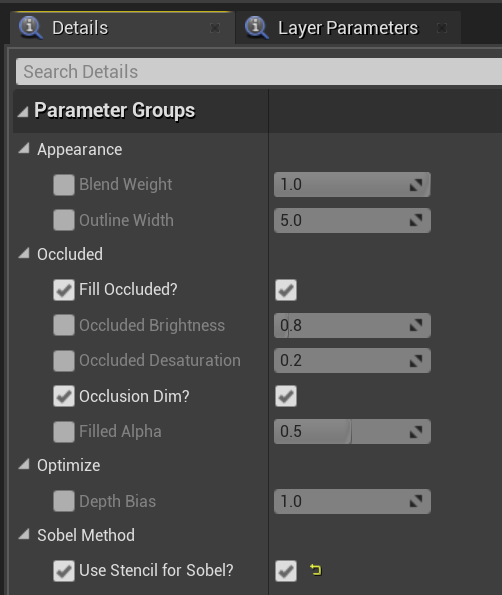 Details
Layer Parameters
Search Details
Parameter Groups
Appearance
Blend Weight 1.0
Outline Width 5.0
Occluded
Fill Occluded?
Occluded Brightness 0.8
Occluded Desaturation 0.2
Occlusion Dim?
Filled Alpha 0.5
Optimize
Depth Bias 1.0
Sobel Method
Use Stencil for Sobel?